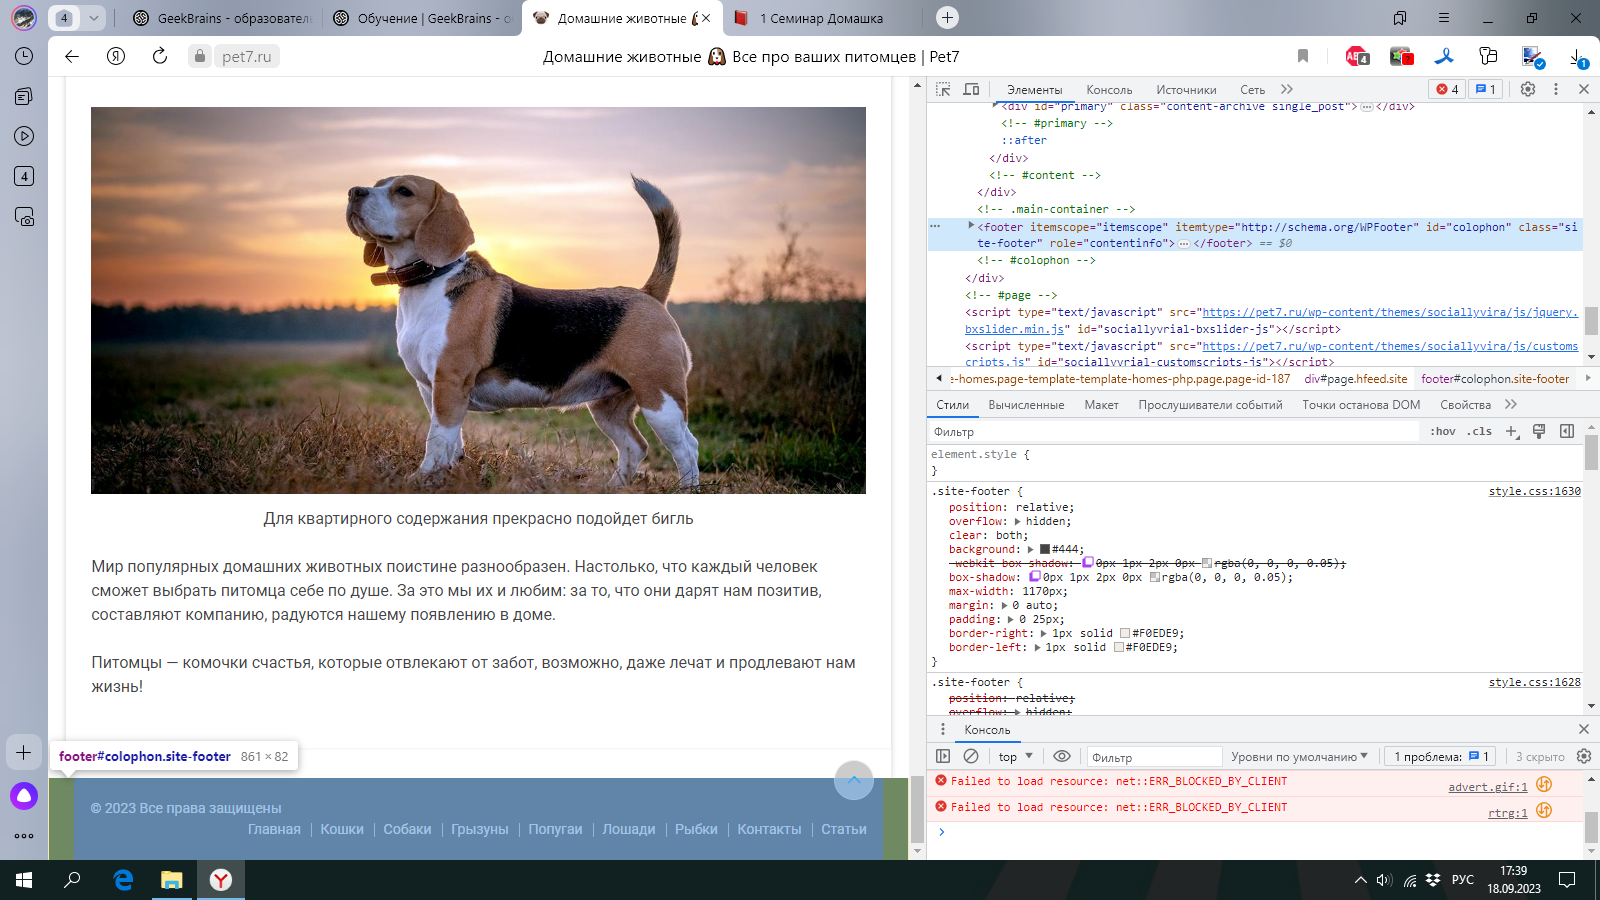 4
GeekBrains - образователь
Обучение | GeekBrains - о
Домашние животные
1 Семинар Домашка
pet7.ru
Домашние животные 🐶 Все про ваших питомцев | Pet7
4
2
1
4
Для квартирного содержания прекрасно подойдет бигль
Мир популярных домашних животных поистине разнообразен. Настолько, что каждый человек
сможет выбрать питомца себе по душе. За это мы их и любим: за то, что они дарят нам позитив,
составляют компанию, радуются нашему появлению в доме.
Питомцы — комочки счастья, которые отвлекают от забот, возможно, даже лечат и продлевают нам
жизнь!
footer#colophon.site-footer 861 × 82
© 2023 Все права защищены
Главная | Кошки | Собаки | Грызуны | Попугаи | Лошади | Рыбки | Контакты | Статьи
Элементы Консоль Источники Сеть 4 1
<div id="primary" class="content-archive single_post">…</div>
<!-- #primary -->
::after
</div>
<!-- #content -->
</div>
<!-- .main-container -->
<footer itemscope="itemscope" itemtype="http://schema.org/WPFooter" id="colophon" class="si
te-footer" role="contentinfo">…</footer> == $0
<!-- #colophon -->
</div>
<!-- #page -->
<script type="text/javascript" src="https://pet7.ru/wp-content/themes/sociallyvira/js/jquery.
bxslider.min.js" id="sociallyvrial-bxslider-js"></script>
<script type="text/javascript" src="https://pet7.ru/wp-content/themes/sociallyvira/js/customs
cripts.js" id="sociallyvrial-customscripts-js"></script>
e-homes.page-template-template-homes-php.page.page-id-187 div#page.hfeed.site footer#colophon.site-footer
Стили Вычисленные Макет Прослушиватели событий Точки останова DOM Свойства
Фильтр :hov .cls
element.style {
}
.site-footer { style.css:1630
position: relative;
overflow: hidden;
clear: both;
background: #444;
-webkit-box-shadow: 0px 1px 2px 0px rgba(0, 0, 0, 0.05);
box-shadow: 0px 1px 2px 0px rgba(0, 0, 0, 0.05);
max-width: 1170px;
margin: 0 auto;
padding: 0 25px;
border-right: 1px solid #F0EDE9;
border-left: 1px solid #F0EDE9;
}
.site-footer { style.css:1628
position: relative;
overflow: hidden;
Консоль
top Фильтр Уровни по умолчанию 1 проблема: 1 3 скрыто
Failed to load resource: net::ERR_BLOCKED_BY_CLIENT advert.gif:1
Failed to load resource: net::ERR_BLOCKED_BY_CLIENT rtrg:1
РУС
17:39
18.09.2023